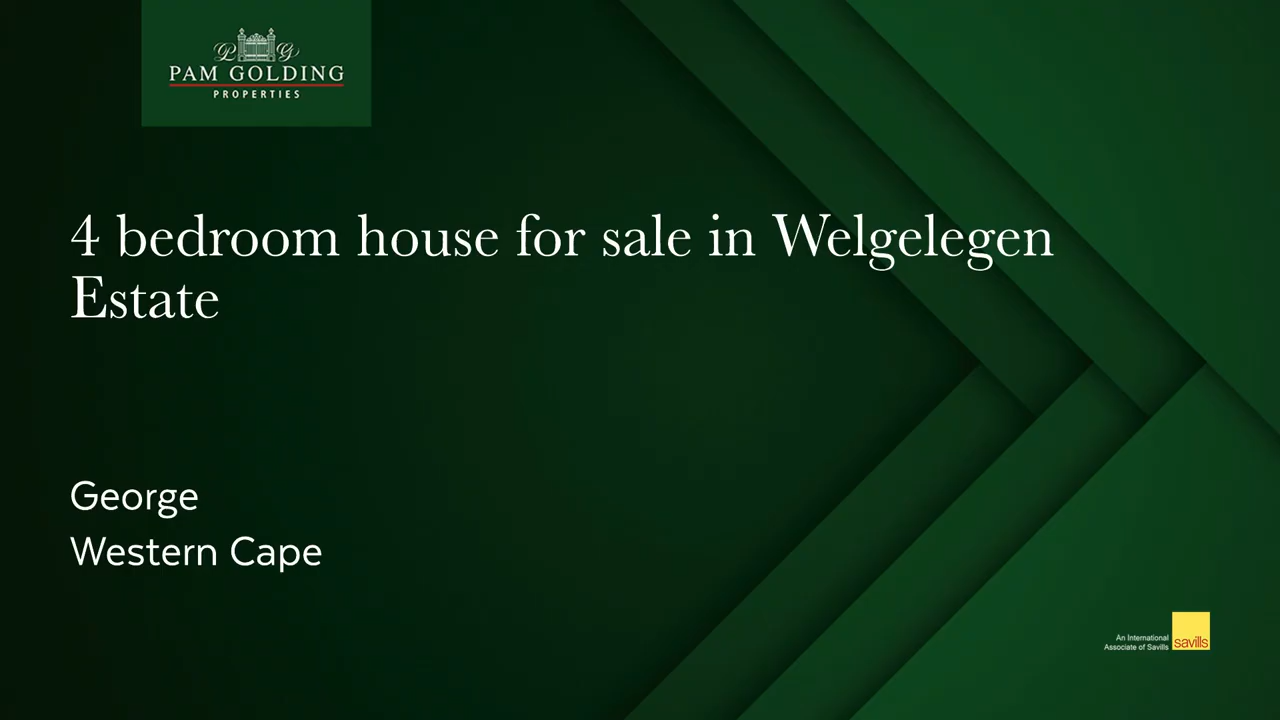 P G
PAM GOLDING
PROPERTIES
4 bedroom house for sale in Welgelegen
Estate
George
Western Cape
An International
Associate of Savills
savills